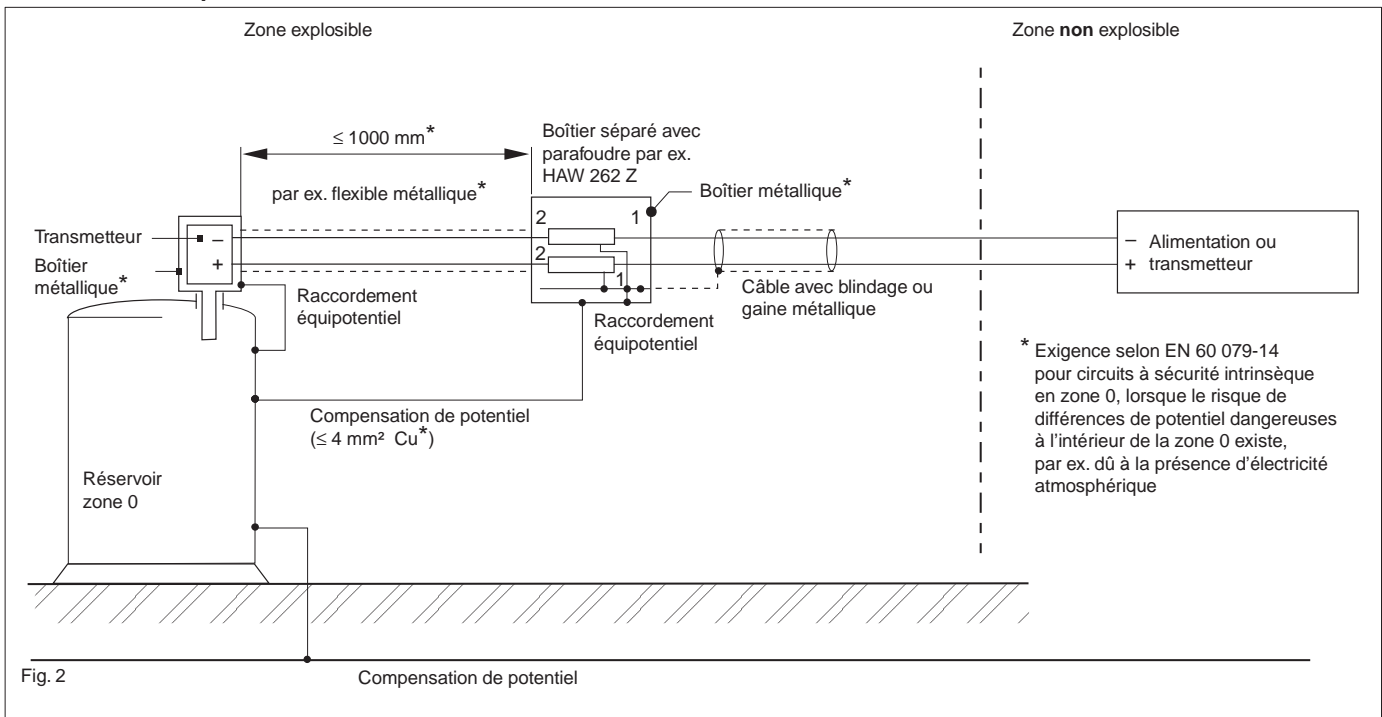 Zone explosible
Zone non explosible
≤ 1000 mm*
Boîtier séparé avec
parafoudre par ex.
HAW 262 Z
par ex. flexible métallique*
Boîtier métallique*
2
1
Transmetteur
–
– Alimentation ou
2
+
+ transmetteur
Boîtier
métallique*
1
Câble avec blindage ou
gaine métallique
Raccordement
équipotentiel
Raccordement
équipotentiel
* Exigence selon EN 60 079-14
pour circuits à sécurité intrinsèque
en zone 0, lorsque le risque de
différences de potentiel dangereuses
à l'intérieur de la zone 0 existe,
par ex. dû à la présence d'électricité
atmosphérique
Compensation de potentiel
(≤ 4 mm² Cu*)
Réservoir
zone 0
Fig. 2
Compensation de potentiel